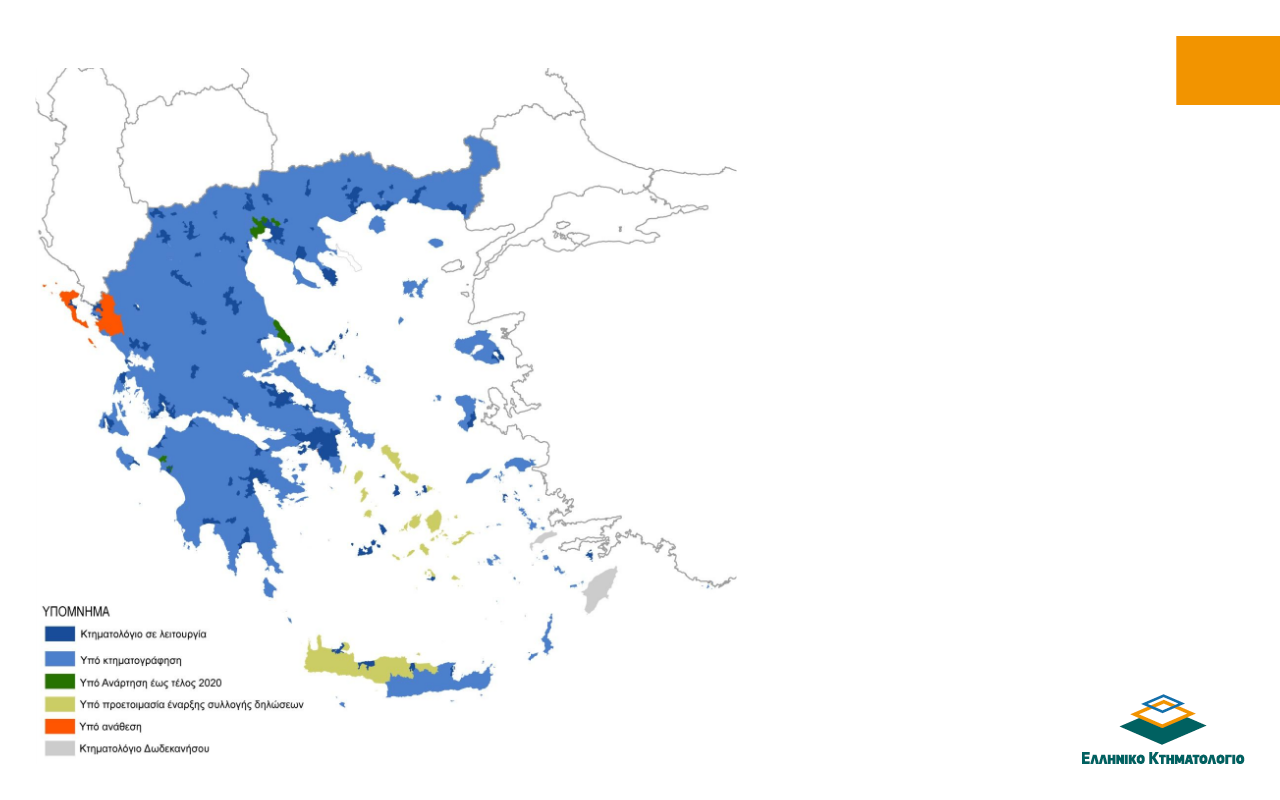 ΥΠΟΜΝΗΜΑ
Κτηματολόγιο σε λειτουργία
Υπό κτηματογράφηση
Υπό Ανάρτηση έως τέλος 2020
Υπό προετοιμασία έναρξης συλλογής δηλώσεων
Υπό ανάθεση
Κτηματολόγιο Δωδεκανήσου
ΕΛΛΗΝΙΚΟ ΚΤΗΜΑΤΟΛΟΓΙΟ